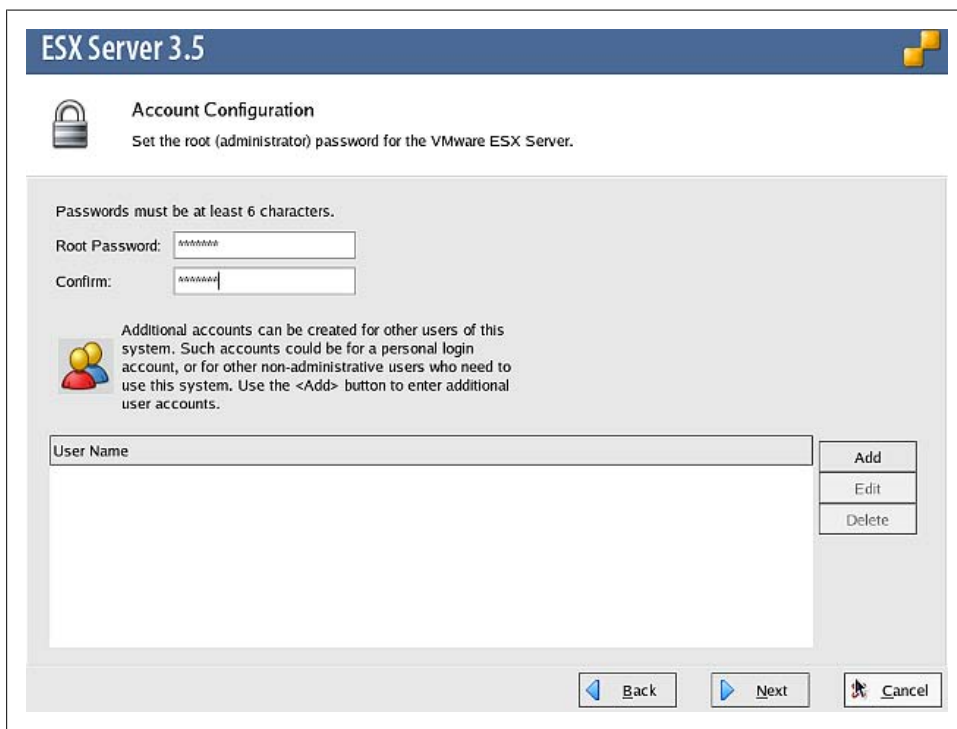 ESX Server 3.5
Account Configuration
Set the root (administrator) password for the VMware ESX Server.
Passwords must be at least 6 characters.
Root Password: *******
Confirm: *******
Additional accounts can be created for other users of this
system. Such accounts could be for a personal login
account, or for other non-administrative users who need to
use this system. Use the <Add> button to enter additional
user accounts.
User Name
Add
Edit
Delete
Back
Next
Cancel